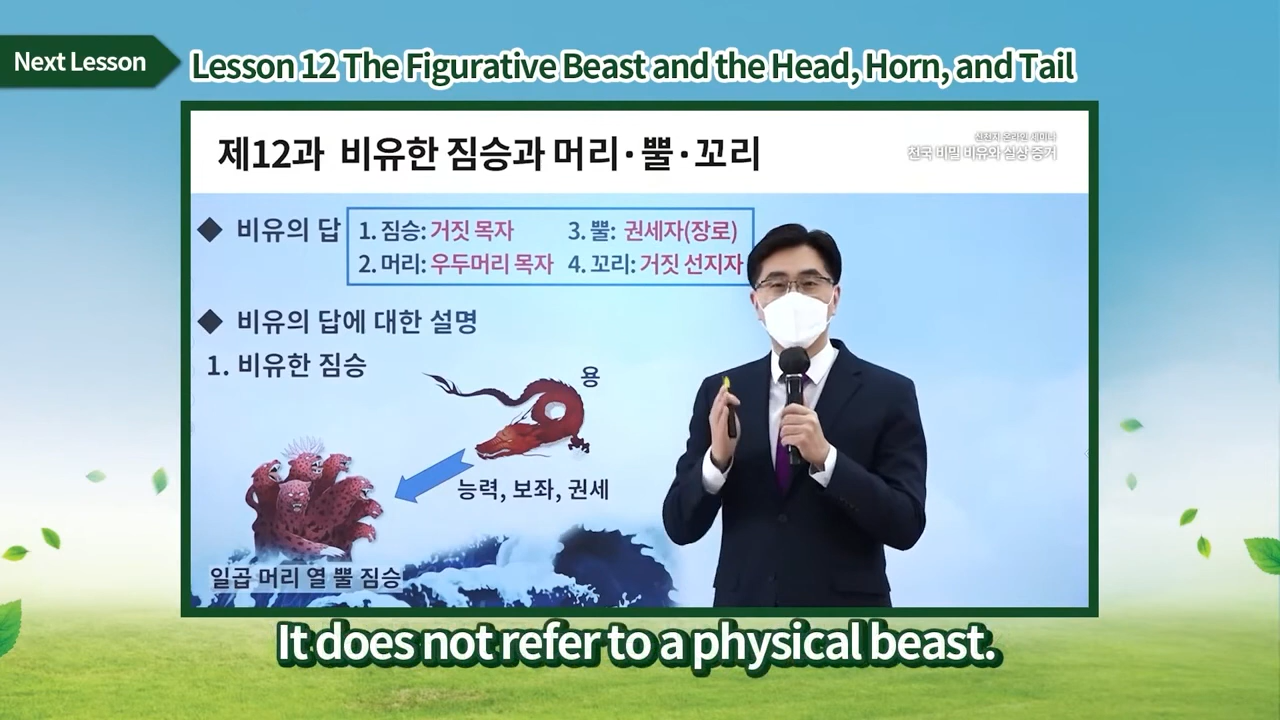 Next Lesson
Lesson 12 The Figurative Beast and the Head, Horn, and Tail
제12과 비유한 짐승과 머리·뿔·꼬리
신천지 온라인 세미나
천국 비밀 비유와 실상 증거
◆ 비유의 답
1. 짐승: 거짓 목자 3. 뿔: 권세자(장로)
2. 머리: 우두머리 목자 4. 꼬리: 거짓 선지자
◆ 비유의 답에 대한 설명
1. 비유한 짐승
용
능력, 보좌, 권세
일곱 머리 열 뿔 짐승
It does not refer to a physical beast.